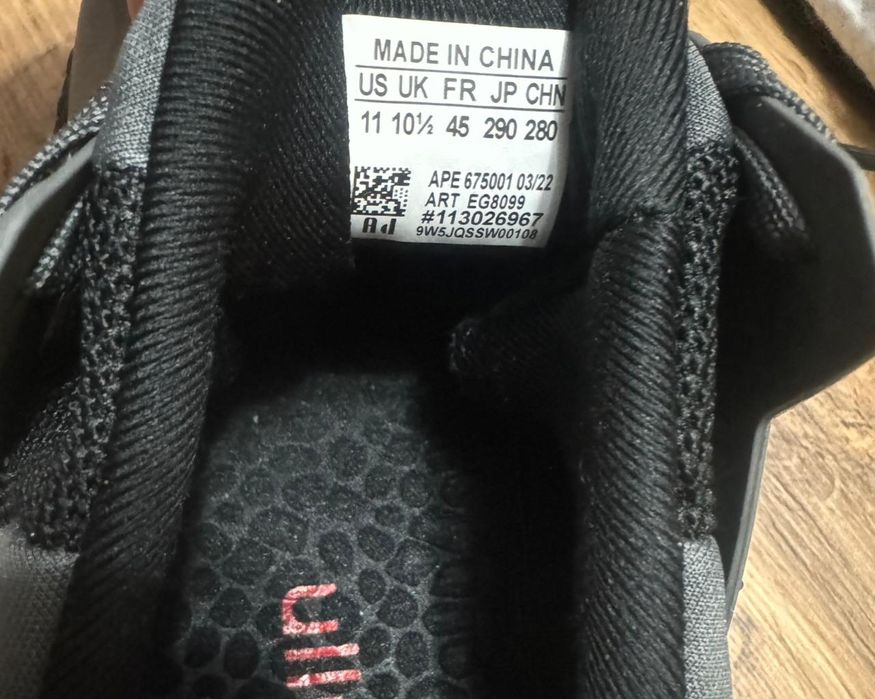 MADE IN CHINA
US UK FR JP CHN
11 10½ 45 290 280
APE 675001 03/22
ART EG8099
#113026967
9W5JQSSW00108